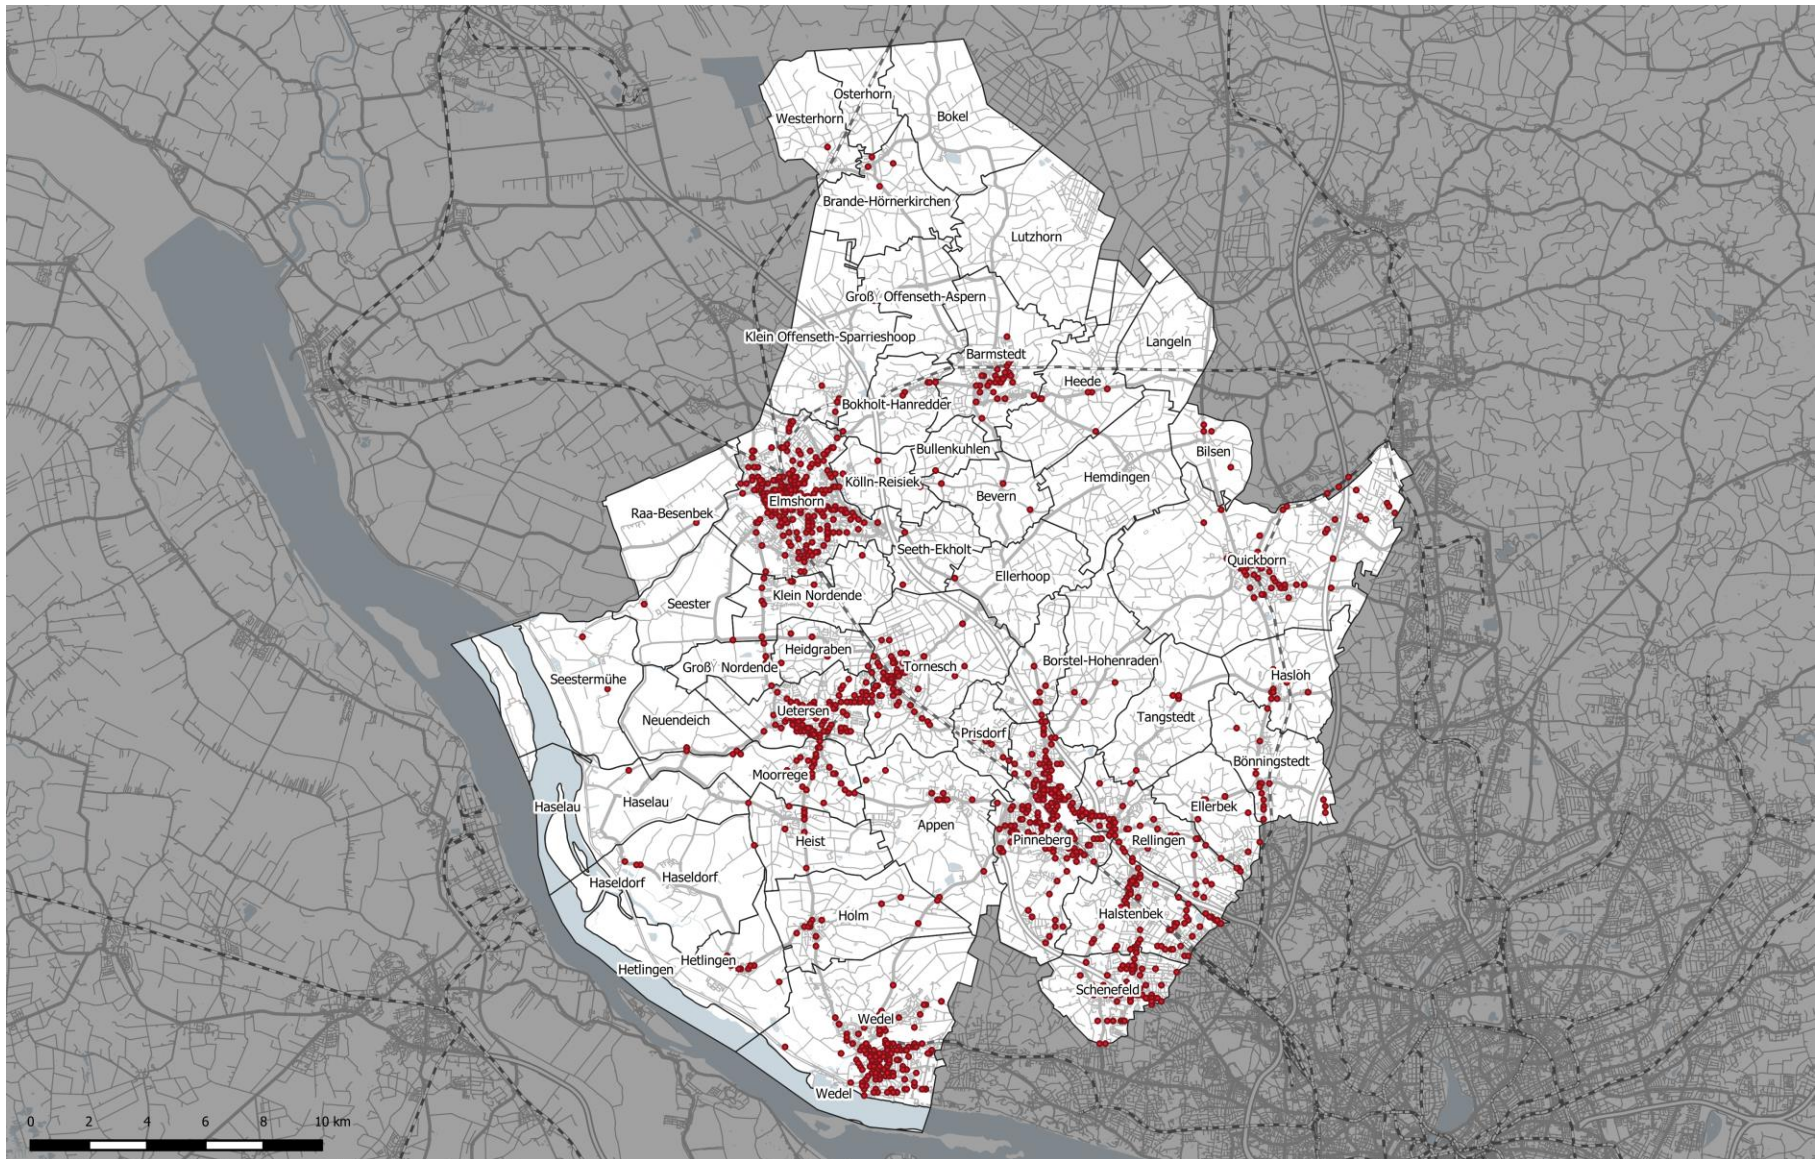 Osterhorn
Westerhorn
Bokel
Brande-Hörnerkirchen
Lutzhorn
Groß Offenseth-Aspern
Klein Offenseth-Sparrieshoop
Langeln
Barmstedt
Heede
Bokholt-Hanredder
Bullenkuhlen
Bilsen
Hemdingen
Kölln-Reisiek
Bevern
Elmshorn
Raa-Besenbek
Seeth-Ekholt
Quickborn
Ellerhoop
Klein Nordende
Seester
Heidgraben
Borstel-Hohenraden
Groß Nordende
Tornesch
Hasloh
Seestermühe
Uetersen
Neuendeich
Tangstedt
Prisdorf
Bönningstedt
Moorrege
Haselau
Haselau
Ellerbek
Appen
Heist
Pinneberg
Rellingen
Haseldorf
Haseldorf
Holm
Halstenbek
Hetlingen
Hetlingen
Schenefeld
Wedel
Wedel
0 2 4 6 8 10 km